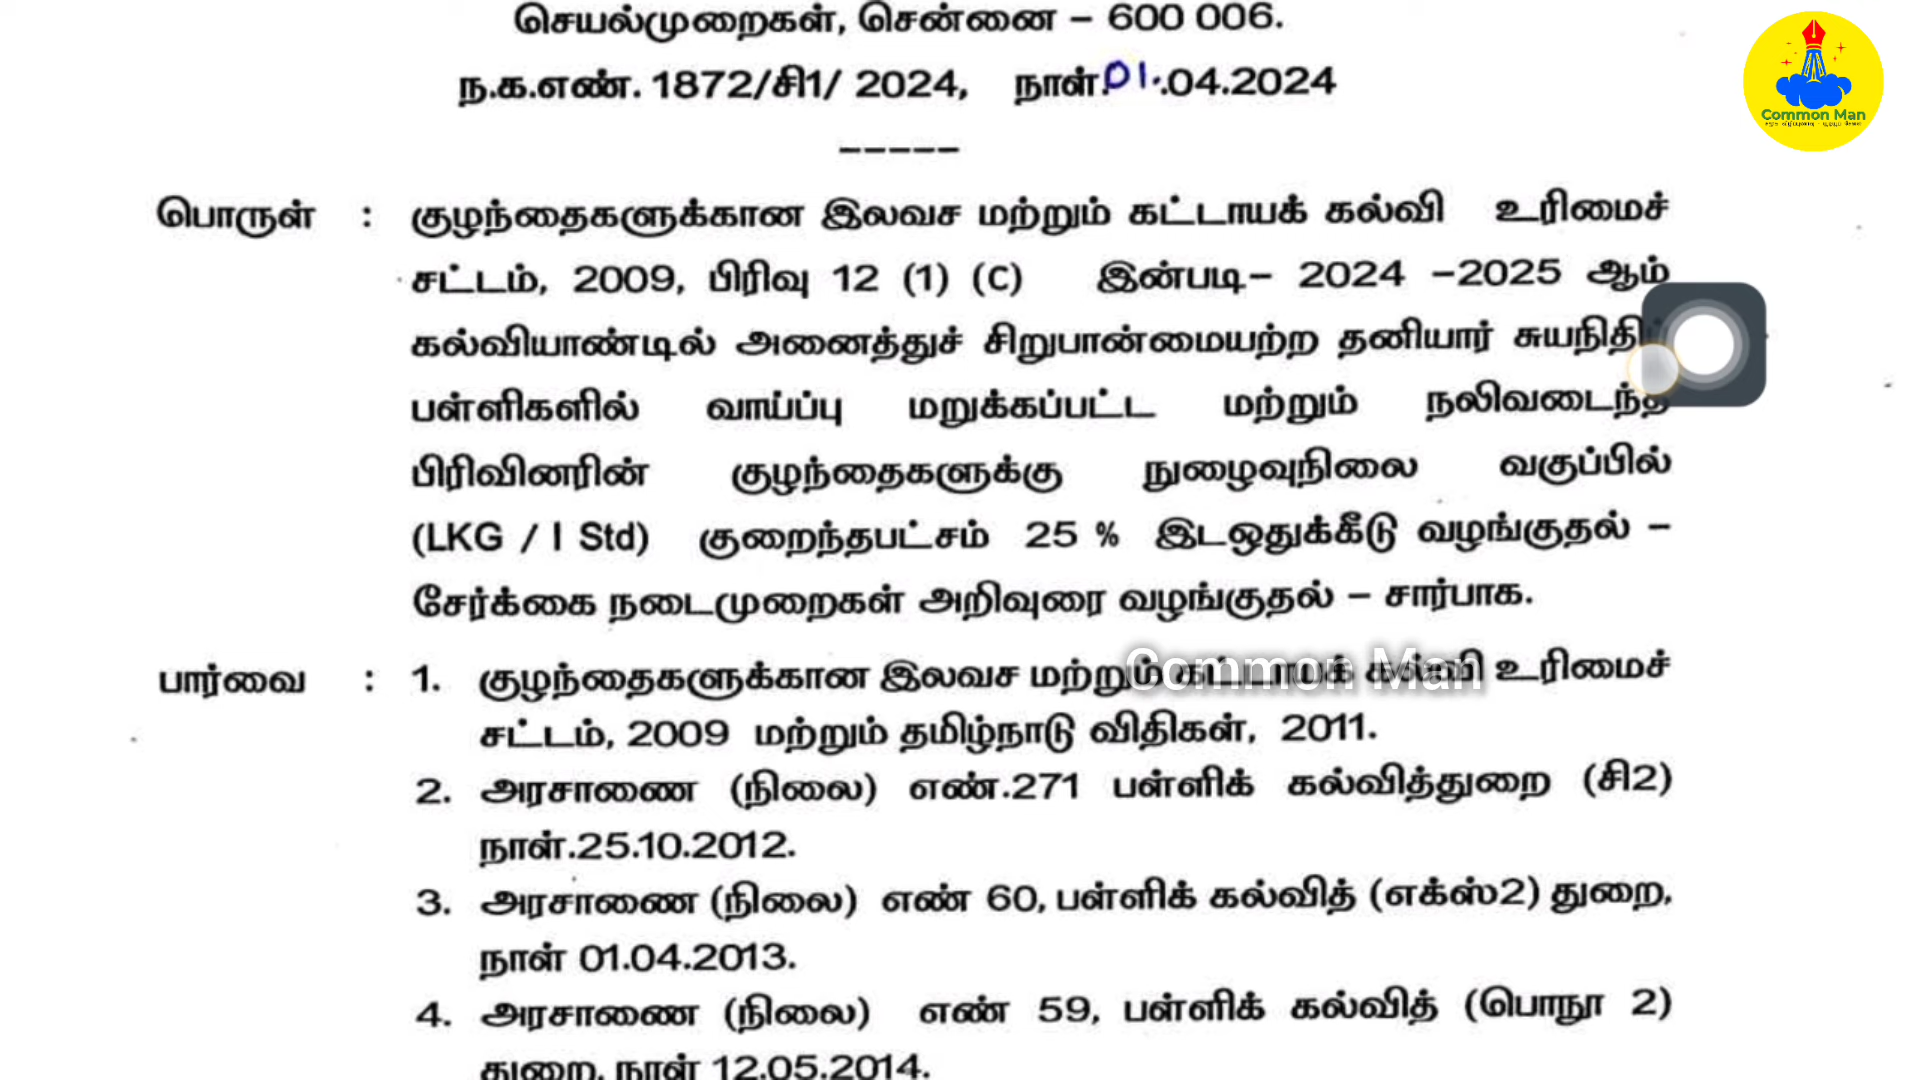 செயல்முறைகள், சென்னை – 600 006.
ந.க.எண். 1872/சி1/ 2024, நாள்.01..04.2024
-----
Common Man
பொருள் : குழந்தைகளுக்கான இலவச மற்றும் கட்டாயக் கல்வி உரிமைச்
சட்டம், 2009, பிரிவு 12 (1) (C) இன்படி– 2024 –2025 ஆம்
கல்வியாண்டில் அனைத்துச் சிறுபான்மையற்ற தனியார்
பள்ளிகளில் வாய்ப்பு மறுக்கப்பட்ட மற்றும் நலிவடைந்த
பிரிவினரின் குழந்தைகளுக்கு நுழைவுநிலை வகுப்பில்
(LKG / I Std) குறைந்தபட்சம் 25 % இடஒதுக்கீடு வழங்குதல் –
சேர்க்கை நடைமுறைகள் அறிவுரை வழங்குதல் – சார்பாக.
பார்வை : 1. குழந்தைகளுக்கான இலவச மற்றும் கட்டாயக் கல்வி உரிமைச்
Common Man
சட்டம், 2009 மற்றும் தமிழ்நாடு விதிகள், 2011.
2. அரசாணை (நிலை) எண்.271 பள்ளிக் கல்வித்துறை (சி2)
நாள்.25.10.2012.
3. அரசாணை (நிலை) எண் 60, பள்ளிக் கல்வித் (எக்ஸ்2) துறை,
நாள் 01.04.2013.
4. அரசாணை (நிலை) எண் 59, பள்ளிக் கல்வித் (பொநூ 2)
துறை, நாள் 12.05.2014.